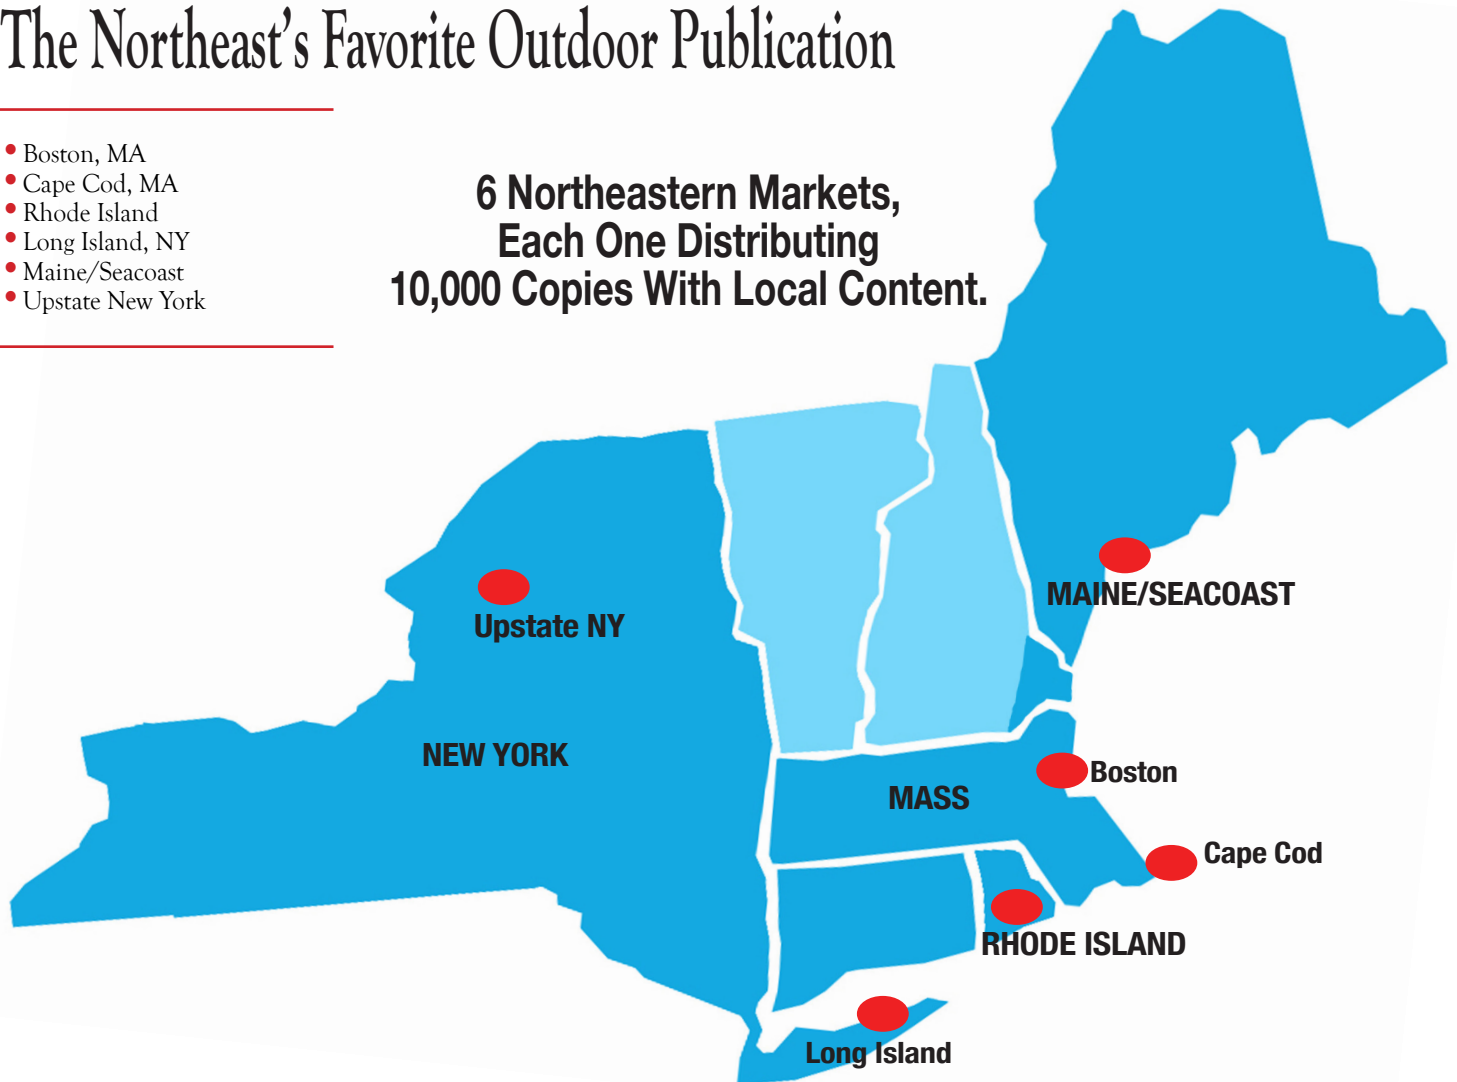 The Northeast's Favorite Outdoor Publication
• Boston, MA
• Cape Cod, MA
• Rhode Island
• Long Island, NY
• Maine/Seacoast
• Upstate New York
6 Northeastern Markets,
Each One Distributing
10,000 Copies With Local Content.
MAINE/SEACOAST
Upstate NY
NEW YORK
Boston
MASS
Cape Cod
RHODE ISLAND
Long Island